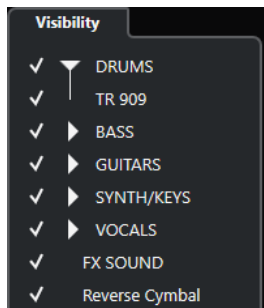 Visibility
DRUMS
TR 909
BASS
GUITARS
SYNTH/KEYS
VOCALS
FX SOUND
Reverse Cymbal